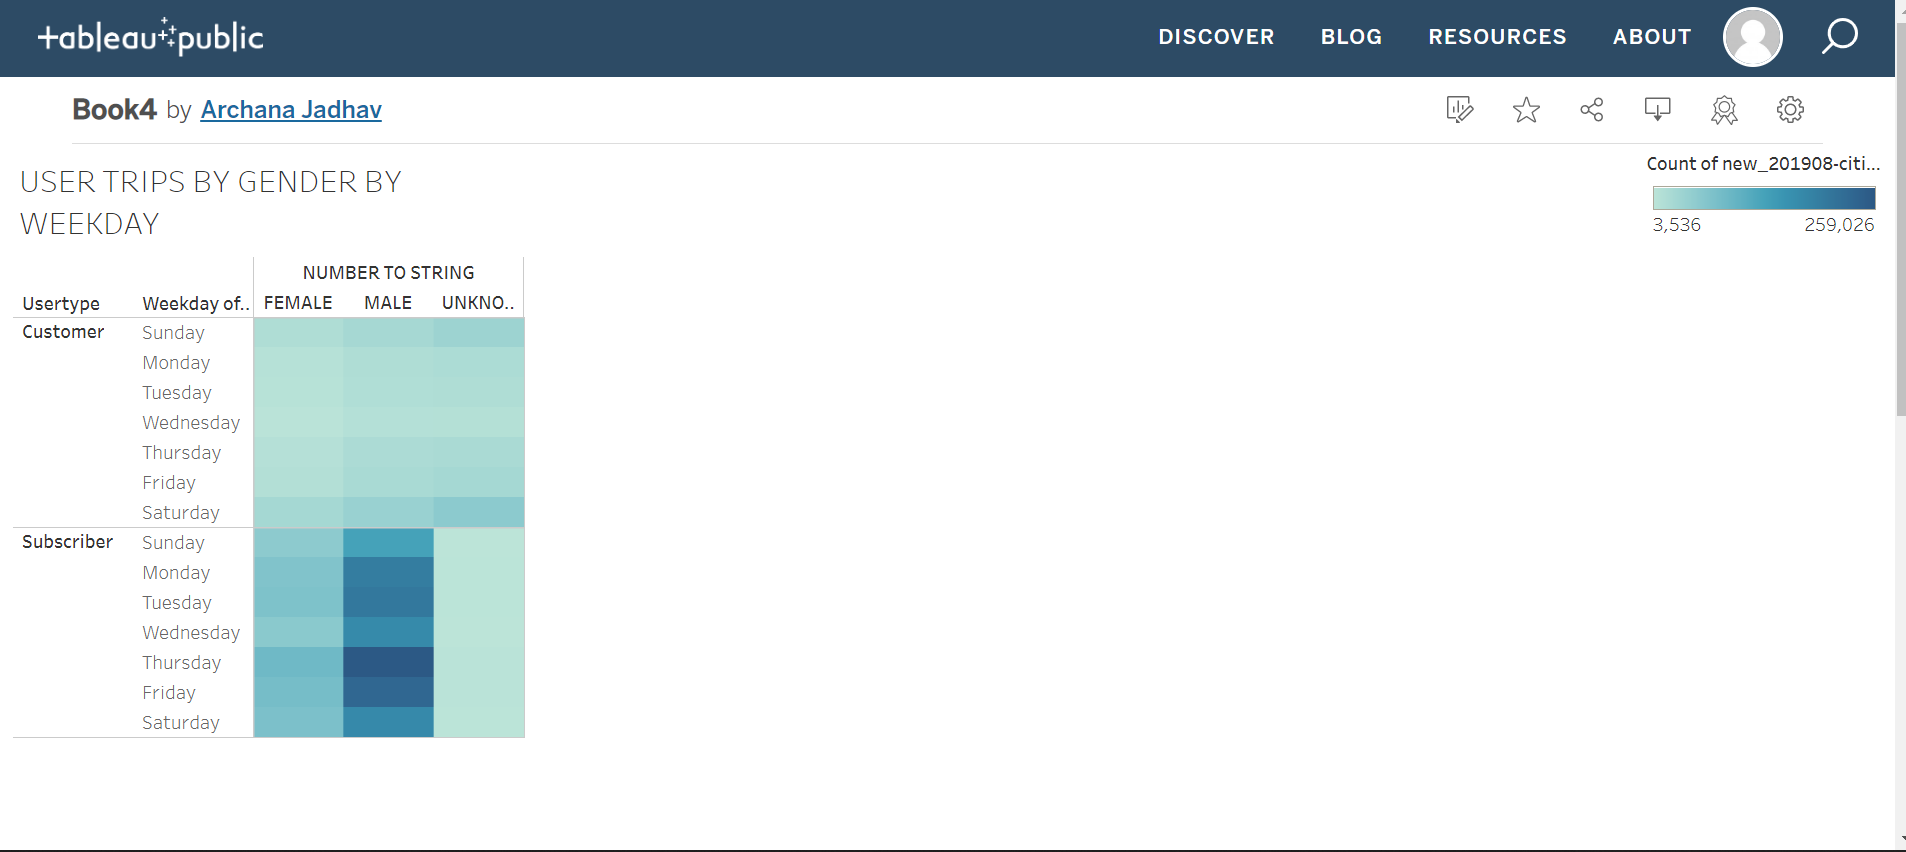 +ableau public
DISCOVER BLOG RESOURCES ABOUT
Book4 by Archana Jadhav
USER TRIPS BY GENDER BY
WEEKDAY
Count of new_201908-citi...
3,536 259,026
NUMBER TO STRING
Usertype Weekday of.. FEMALE MALE UNKNO..
Customer Sunday
Monday
Tuesday
Wednesday
Thursday
Friday
Saturday
Subscriber Sunday
Monday
Tuesday
Wednesday
Thursday
Friday
Saturday